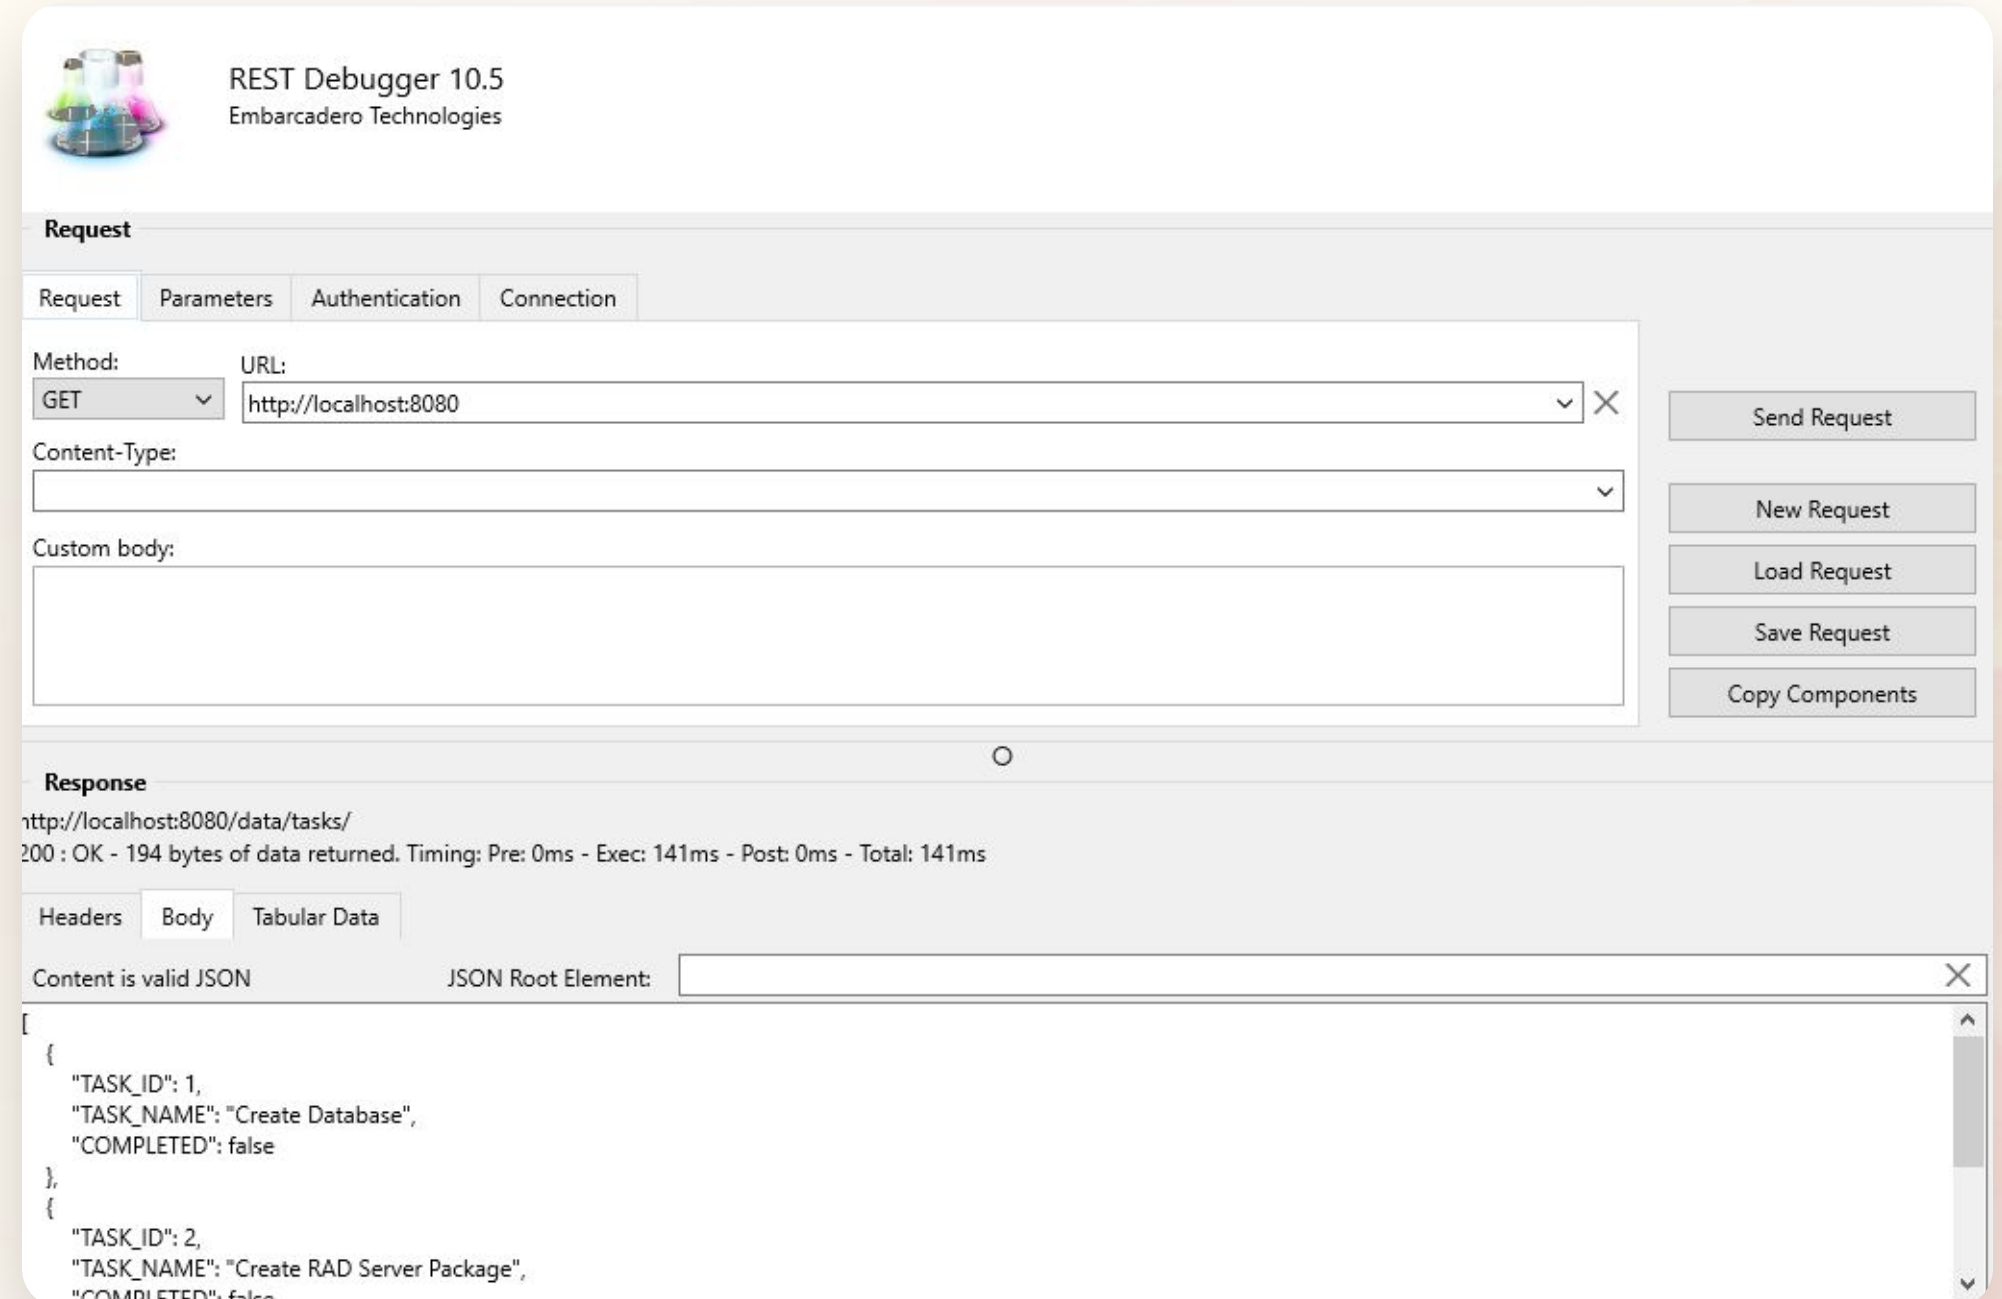 REST Debugger 10.5
Embarcadero Technologies
Request
Request Parameters Authentication Connection
Method: URL:
GET http://localhost:8080
Send Request
Content-Type:
New Request
Custom body:
Load Request
Save Request
Copy Components
Response
http://localhost:8080/data/tasks/
200 : OK - 194 bytes of data returned. Timing: Pre: 0ms - Exec: 141ms - Post: 0ms - Total: 141ms
Headers Body Tabular Data
Content is valid JSON JSON Root Element:
[
{
"TASK_ID": 1,
"TASK_NAME": "Create Database",
"COMPLETED": false
},
{
"TASK_ID": 2,
"TASK_NAME": "Create RAD Server Package",
"COMPLETED": false